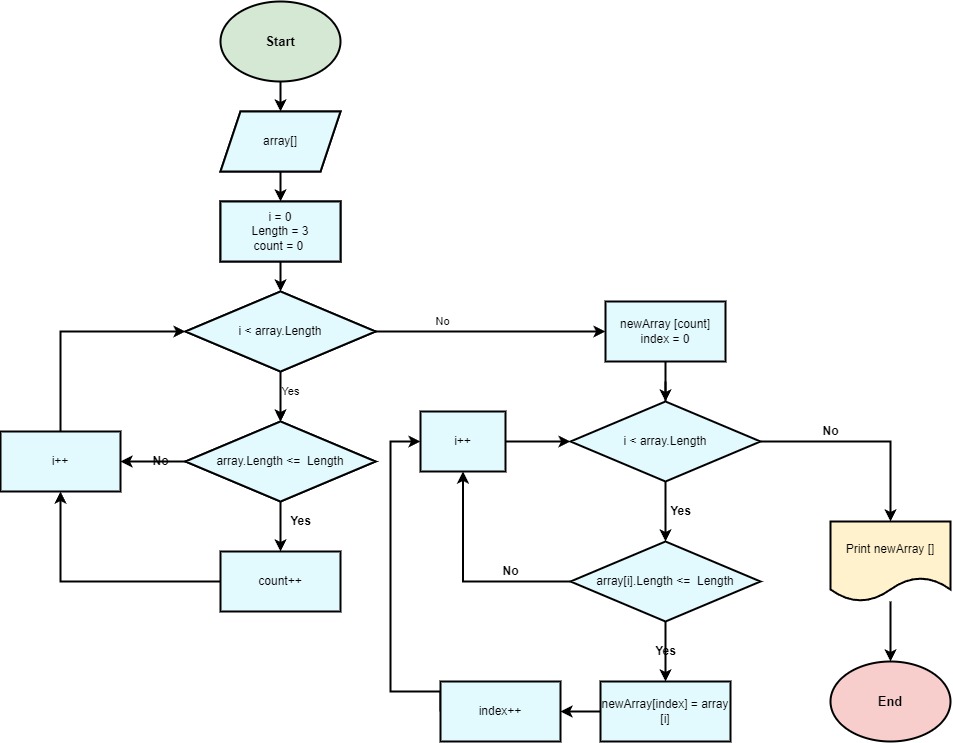 Start
array[]
i = 0
Length = 3
count = 0
i < array.Length
No
newArray [count]
index = 0
Yes
i++
array.Length <=  Length
No
Yes
count++
i++
i < array.Length
No
Yes
array[i].Length <=  Length
No
Yes
newArray[index] = array
[i]
index++
Print newArray []
End